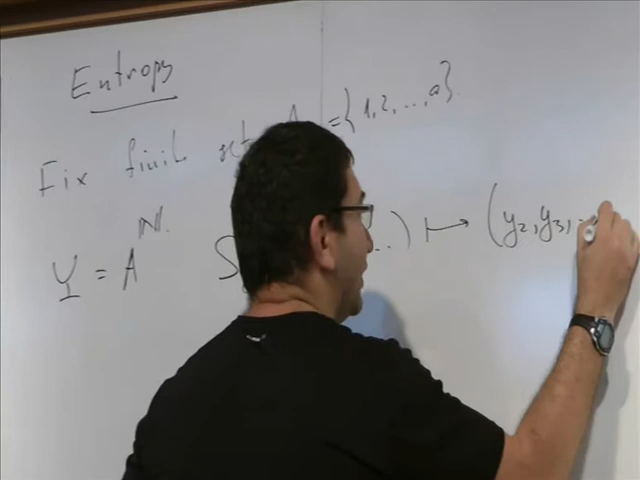 Entropy
Fix finite set A = {1,2,...,a}.
Y = A^ℕ. S ...) ↦ (y₂,y₃,..